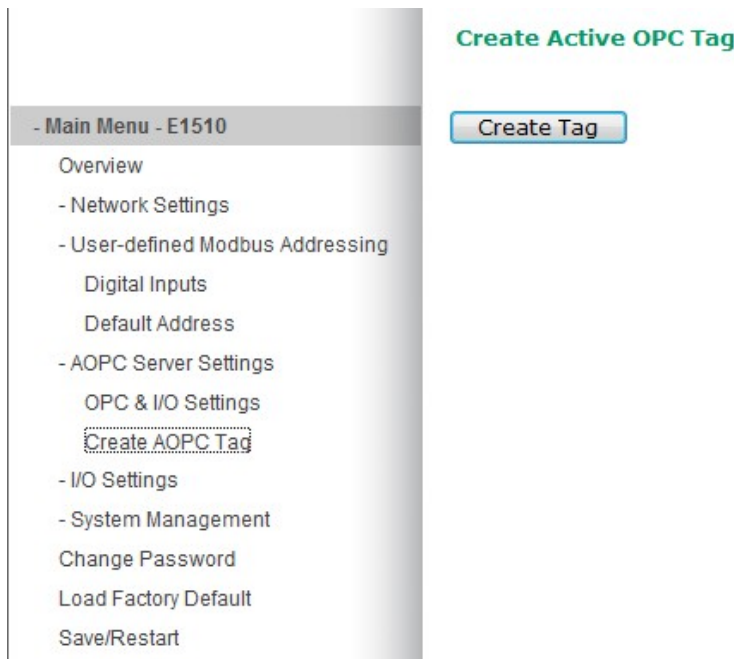 Create Active OPC Tag
Create Tag
- Main Menu - E1510
Overview
- Network Settings
- User-defined Modbus Addressing
Digital Inputs
Default Address
- AOPC Server Settings
OPC & I/O Settings
Create AOPC Tag
- I/O Settings
- System Management
Change Password
Load Factory Default
Save/Restart